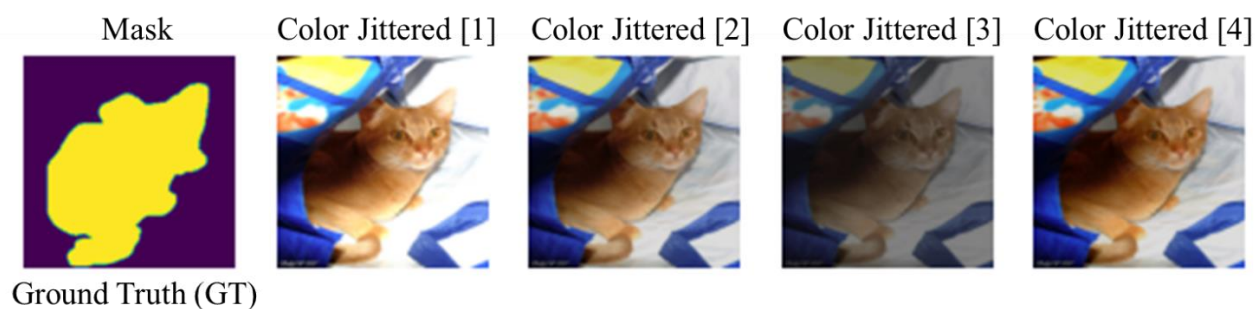 Mask
Color Jittered [1]
Color Jittered [2]
Color Jittered [3]
Color Jittered [4]
Ground Truth (GT)